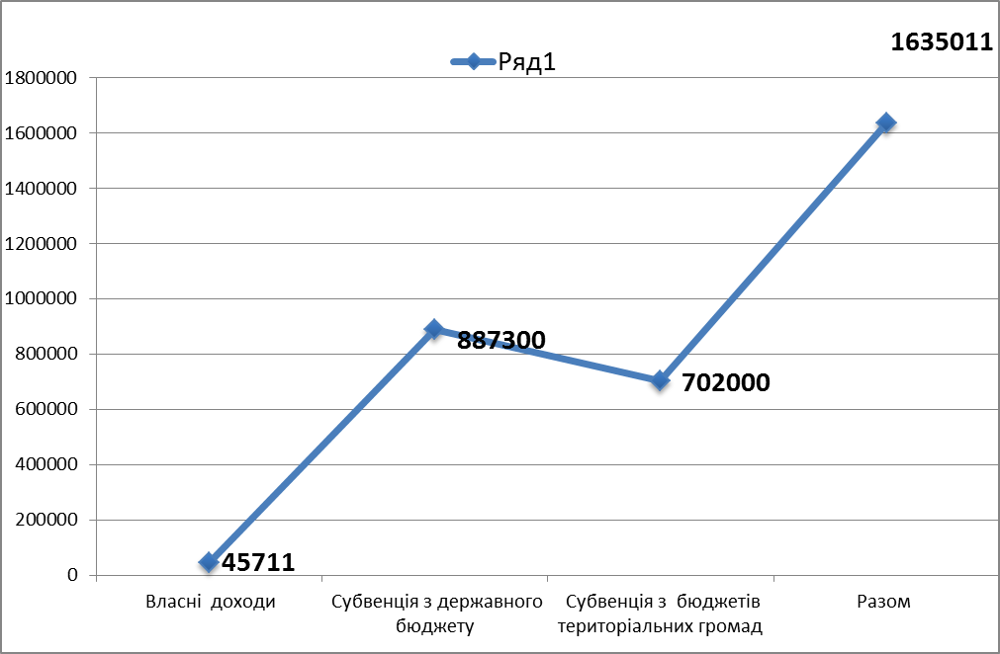 1635011
Ряд1
1800000
1600000
1400000
1200000
1000000
800000
600000
400000
200000
0
887300
702000
45711
Власні доходи
Субвенція з державного
бюджету
Субвенція з бюджетів
територіальних громад
Разом